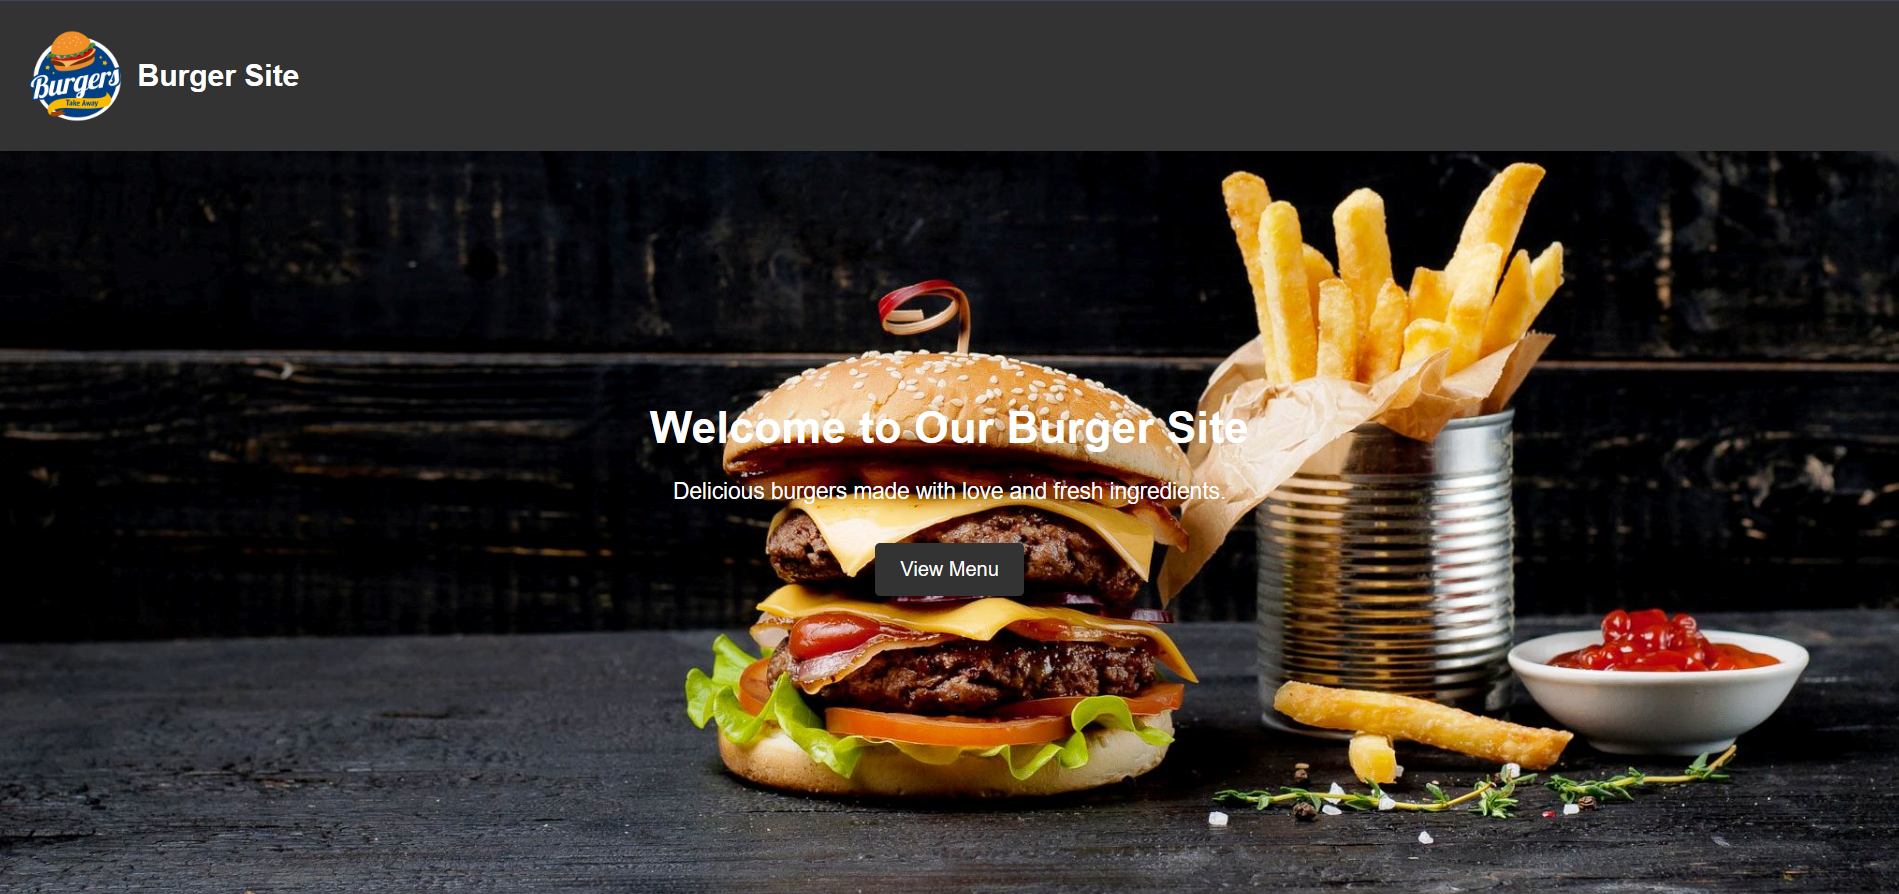 Burgers
Take Away
Burger Site
Welcome to Our Burger Site
Delicious burgers made with love and fresh ingredients.
View Menu